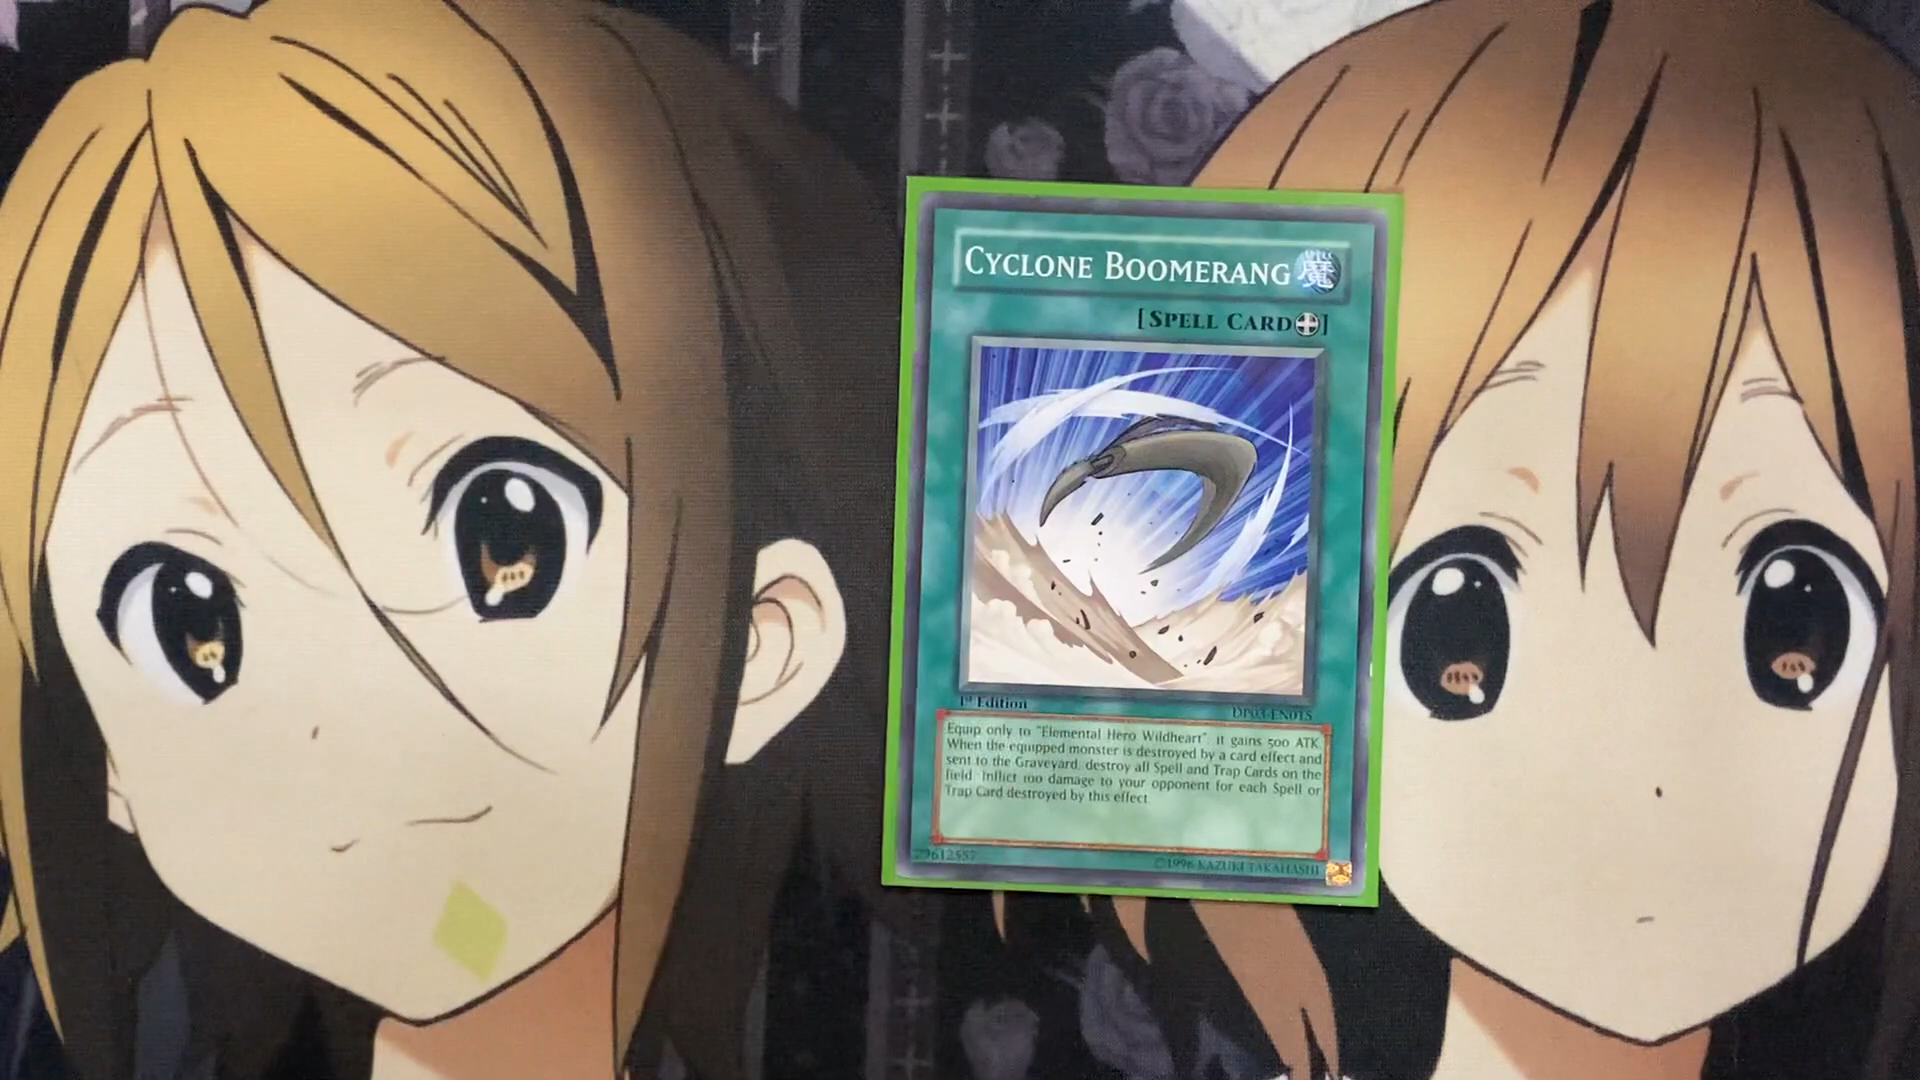 CYCLONE BOOMERANG 魔
[SPELL CARD]
1st Edition
DP03-EN015
Equip only to "Elemental Hero Wildheart". it gains 500 ATK.
When the equipped monster is destroyed by a card effect and
sent to the Graveyard, destroy all Spell and Trap Cards on the
field. Inflict 100 damage to your opponent for each Spell or
Trap Card destroyed by this effect.
29612557
©1996 KAZUKI TAKAHASHI